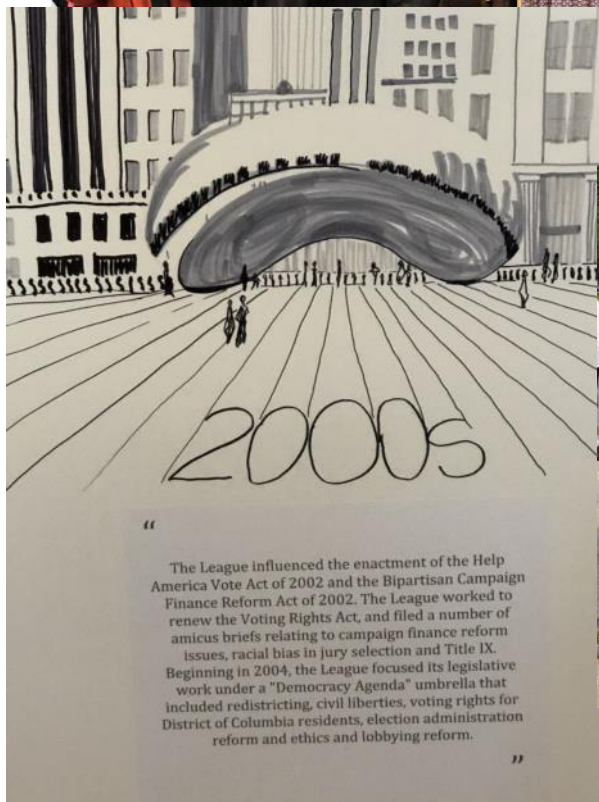 2000s
“
The League influenced the enactment of the Help
America Vote Act of 2002 and the Bipartisan Campaign
Finance Reform Act of 2002. The League worked to
renew the Voting Rights Act, and filed a number of
amicus briefs relating to campaign finance reform
issues, racial bias in jury selection and Title IX.
Beginning in 2004, the League focused its legislative
work under a "Democracy Agenda" umbrella that
included redistricting, civil liberties, voting rights for
District of Columbia residents, election administration
reform and ethics and lobbying reform.
”